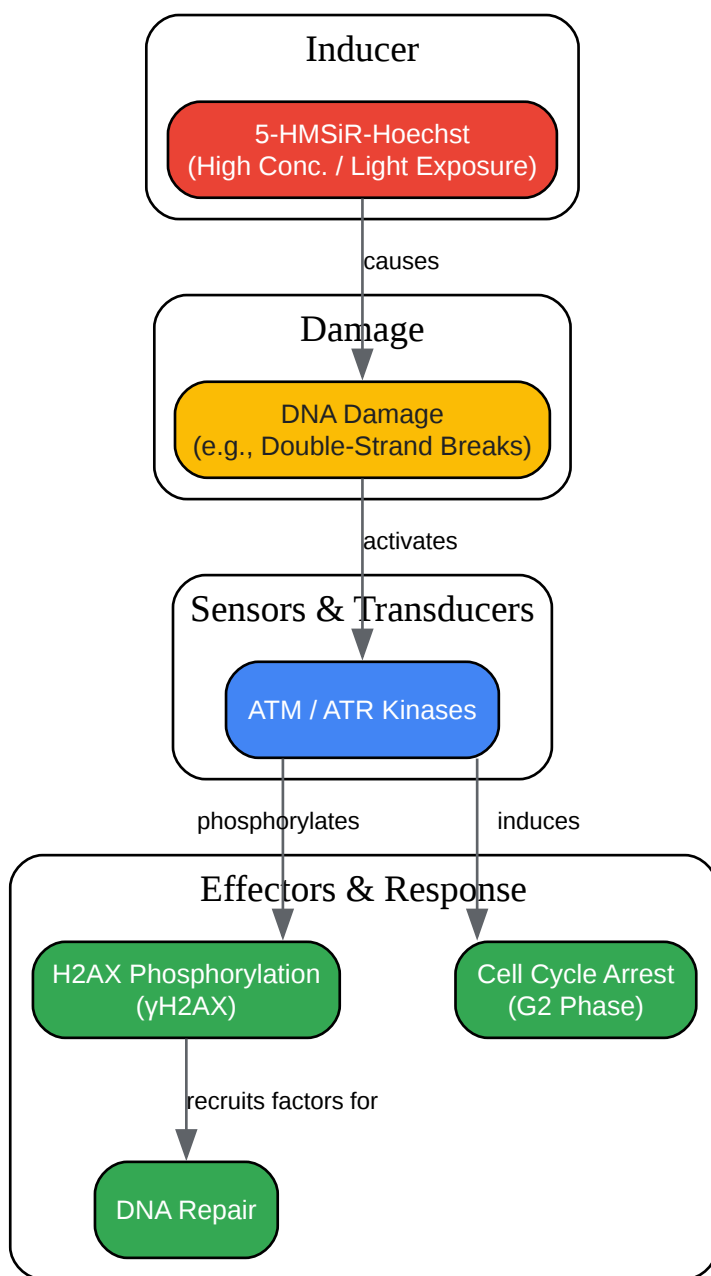 Inducer
5-HMSiR-Hoechst
(High Conc. / Light Exposure)
causes
Damage
DNA Damage
(e.g., Double-Strand Breaks)
activates
Sensors & Transducers
ATM / ATR Kinases
phosphorylates
induces
Effectors & Response
H2AX Phosphorylation
(γH2AX)
Cell Cycle Arrest
(G2 Phase)
recruits factors for
DNA Repair